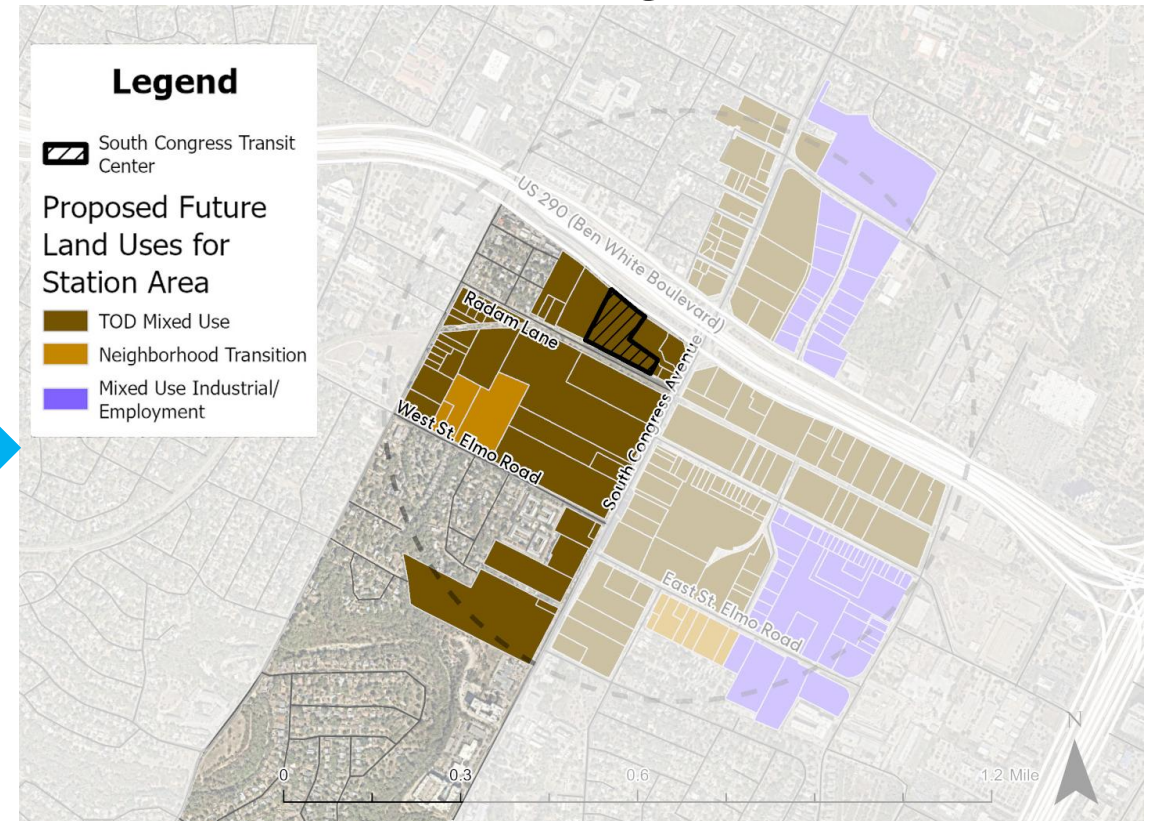 Legend
South Congress Transit
Center
Proposed Future
Land Uses for
Station Area
TOD Mixed Use
Neighborhood Transition
Mixed Use Industrial/
Employment
US 290 (Ben White Boulevard)
Radam Lane
South Congress Avenue
West St. Elmo Road
East St. Elmo Road
N
0
0.3
0.6
1.2 Mile